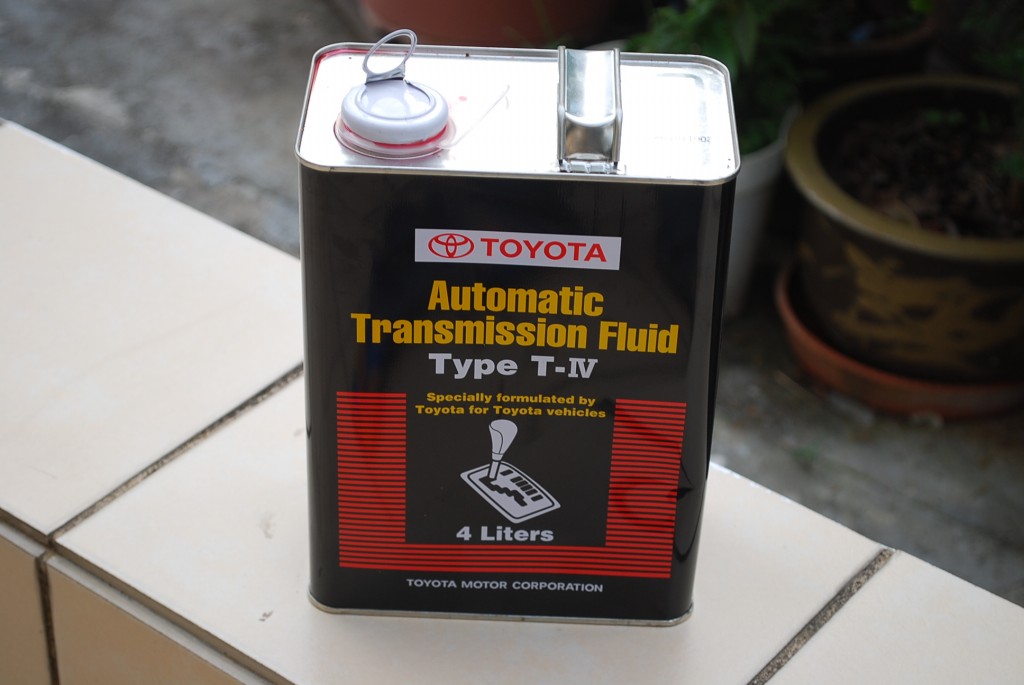 TOYOTA
Automatic
Transmission Fluid
Type T-IV
Specially formulated by
Toyota for Toyota vehicles
4 Liters
TOYOTA MOTOR CORPORATION